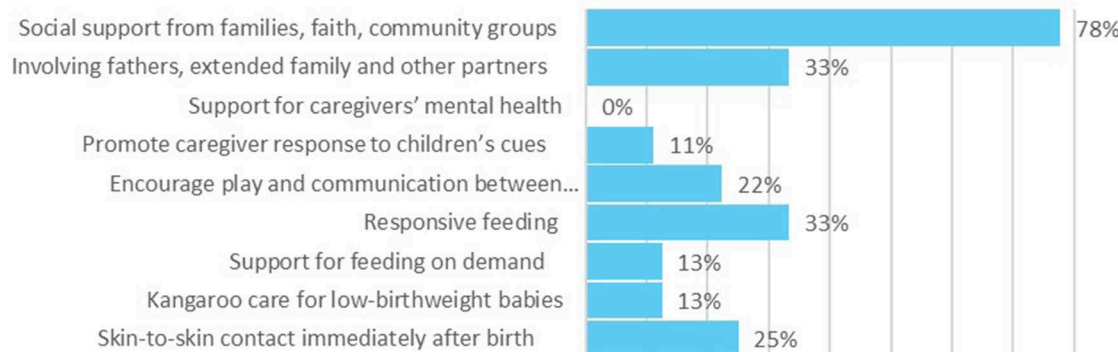 Social support from families, faith, community groups 78%
Involving fathers, extended family and other partners 33%
Support for caregivers’ mental health 0%
Promote caregiver response to children’s cues 11%
Encourage play and communication between… 22%
Responsive feeding 33%
Support for feeding on demand 13%
Kangaroo care for low-birthweight babies 13%
Skin-to-skin contact immediately after birth 25%